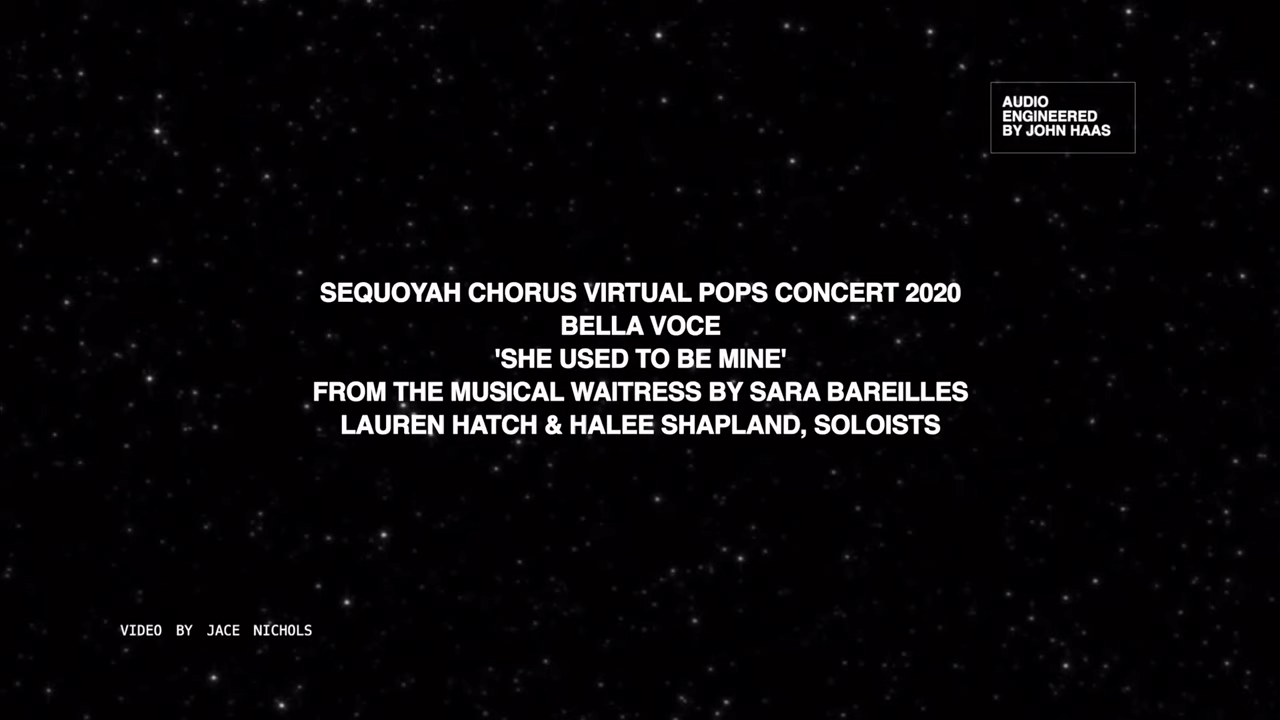 AUDIO
ENGINEERED
BY JOHN HAAS
SEQUOYAH CHORUS VIRTUAL POPS CONCERT 2020
BELLA VOCE
'SHE USED TO BE MINE'
FROM THE MUSICAL WAITRESS BY SARA BAREILLES
LAUREN HATCH & HALEE SHAPLAND, SOLOISTS
VIDEO BY JACE NICHOLS